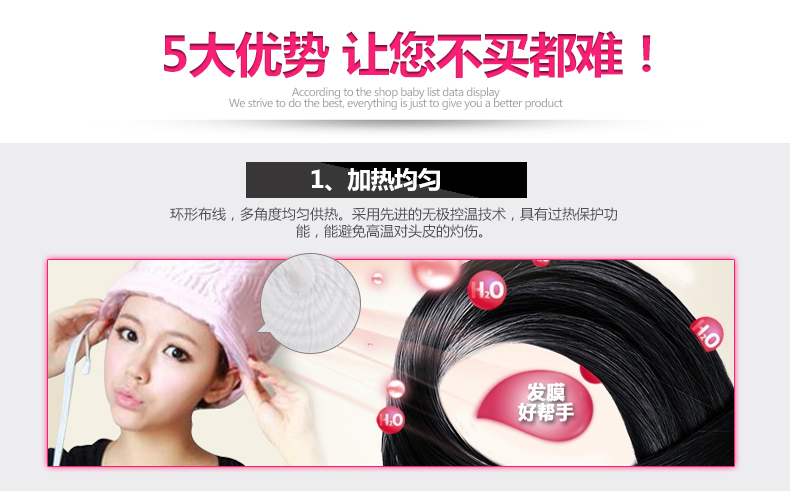 5大优势 让您不买都难！
According to the shop baby list data display
We strive to do the best, everything is just to give you a better product
1、加热均匀
环形布线，多角度均匀供热。采用先进的无极控温技术，具有过热保护功
能，能避免高温对头皮的灼伤。
H₂O
H₂O
发膜
好帮手
H₂O